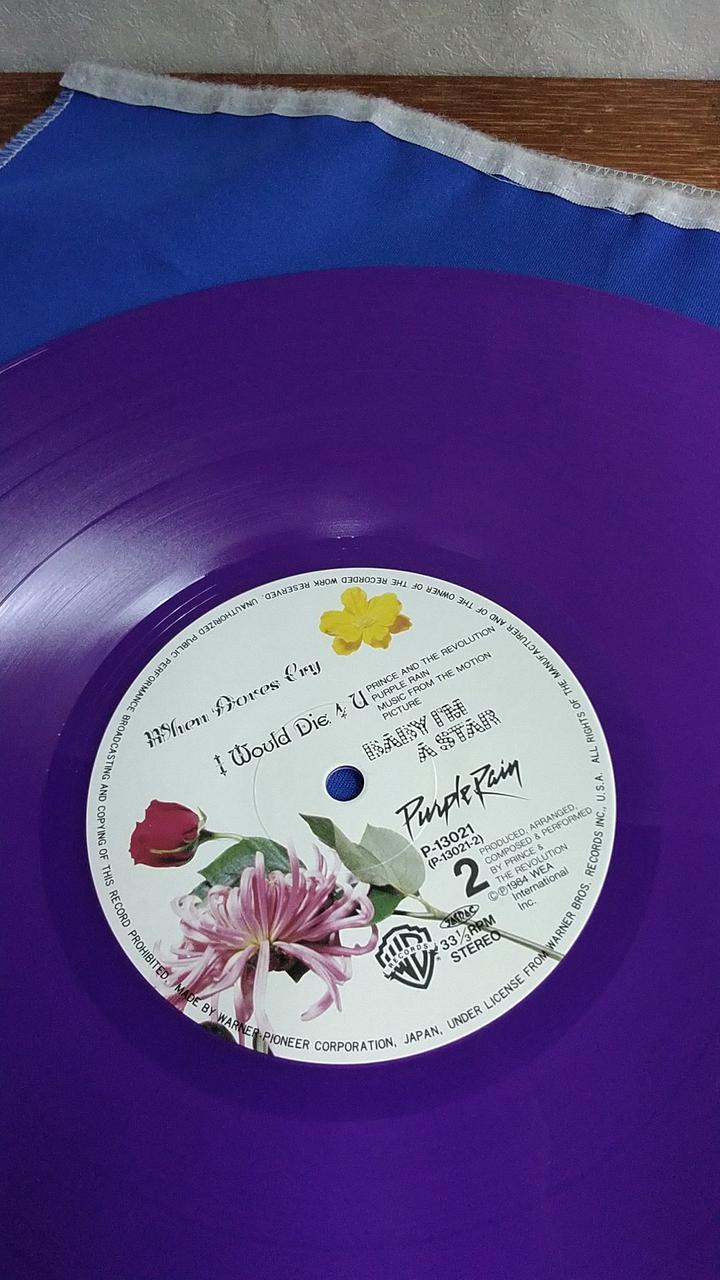 When Doves Cry
I Would Die 4 U
PRINCE AND THE REVOLUTION
PURPLE RAIN
MUSIC FROM THE MOTION
PICTURE
BABY I'M
A STAR
Purple Rain
P-13021
(P-13021-2)
2
PRODUCED, ARRANGED,
COMPOSED & PERFORMED
BY PRINCE &
THE REVOLUTION
©℗1984 WEA
International
Inc.
33 1/3 RPM
STEREO
WB
RECORDS
®
ALL RIGHTS OF THE MANUFACTURER AND OF THE OWNER OF THE RECORDED WORK RESERVED. UNAUTHORIZED PUBLIC PERFORMANCE BROADCASTING AND COPYING OF THIS RECORD PROHIBITED. MADE BY WARNER-PIONEER CORPORATION, JAPAN, UNDER LICENSE FROM WARNER BROS. RECORDS INC., U.S.A.